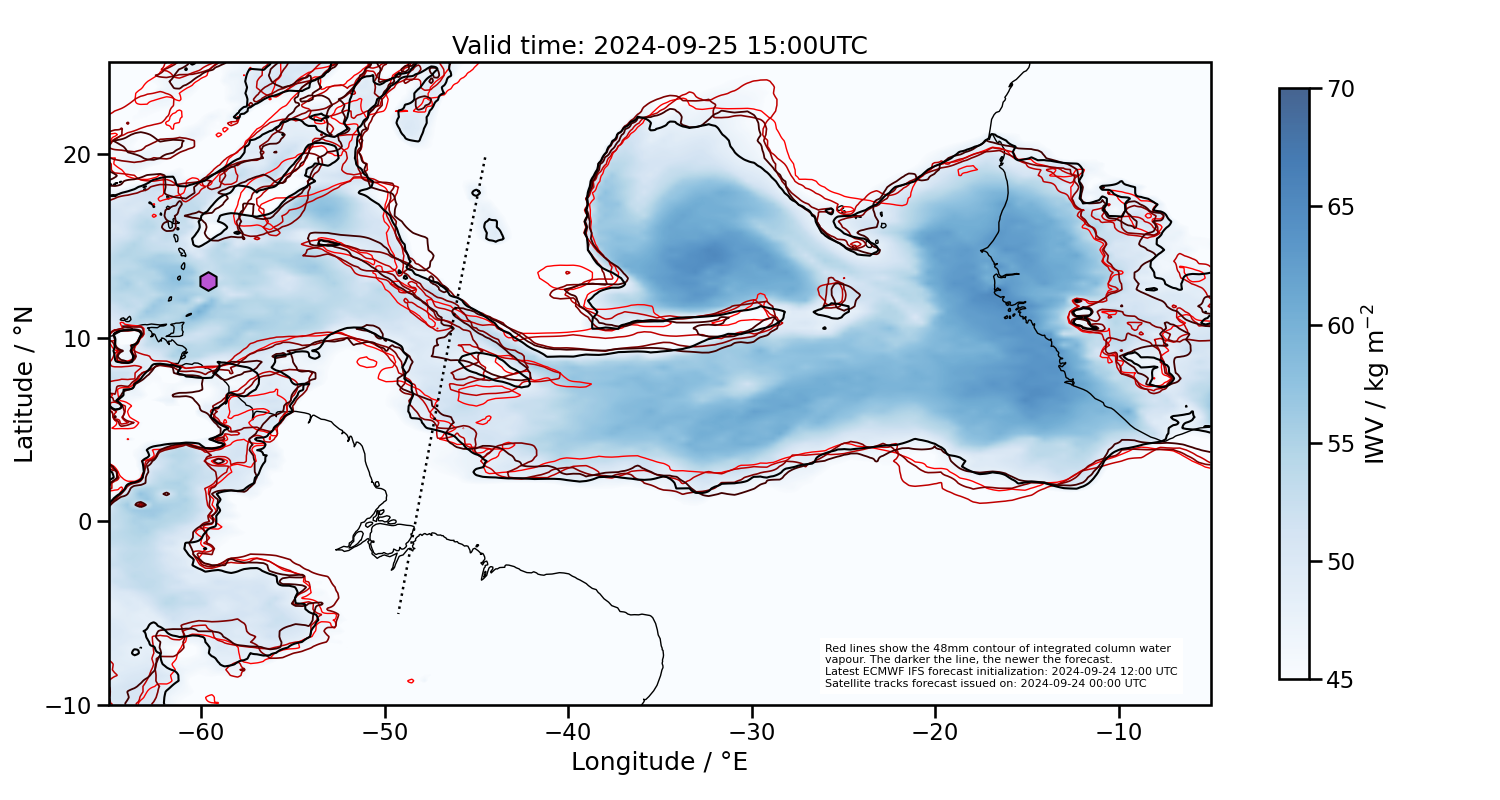 Valid time: 2024-09-25 15:00UTC
20
10
0
−10
Latitude / °N
−60
−50
−40
−30
−20
−10
Longitude / °E
70
65
60
55
50
45
IWV / kg m−2
Red lines show the 48mm contour of integrated column water
vapour. The darker the line, the newer the forecast.
Latest ECMWF IFS forecast initialization: 2024-09-24 12:00 UTC
Satellite tracks forecast issued on: 2024-09-24 00:00 UTC